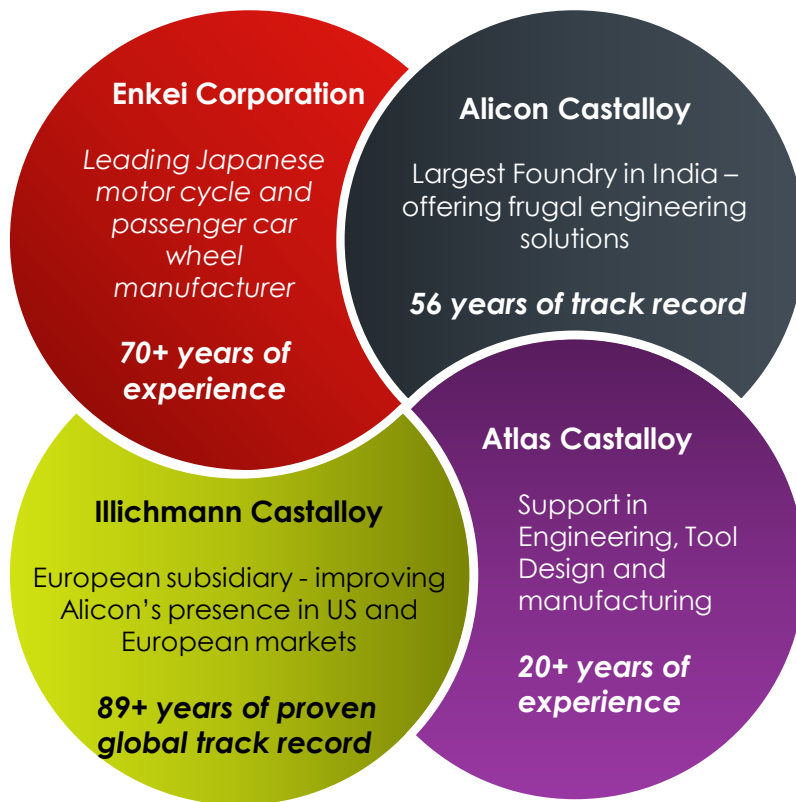 Enkei Corporation
Leading Japanese
motor cycle and
passenger car
wheel
manufacturer
70+ years of
experience
Alicon Castalloy
Largest Foundry in India –
offering frugal engineering
solutions
56 years of track record
Illichmann Castalloy
European subsidiary - improving
Alicon’s presence in US and
European markets
89+ years of proven
global track record
Atlas Castalloy
Support in
Engineering, Tool
Design and
manufacturing
20+ years of
experience